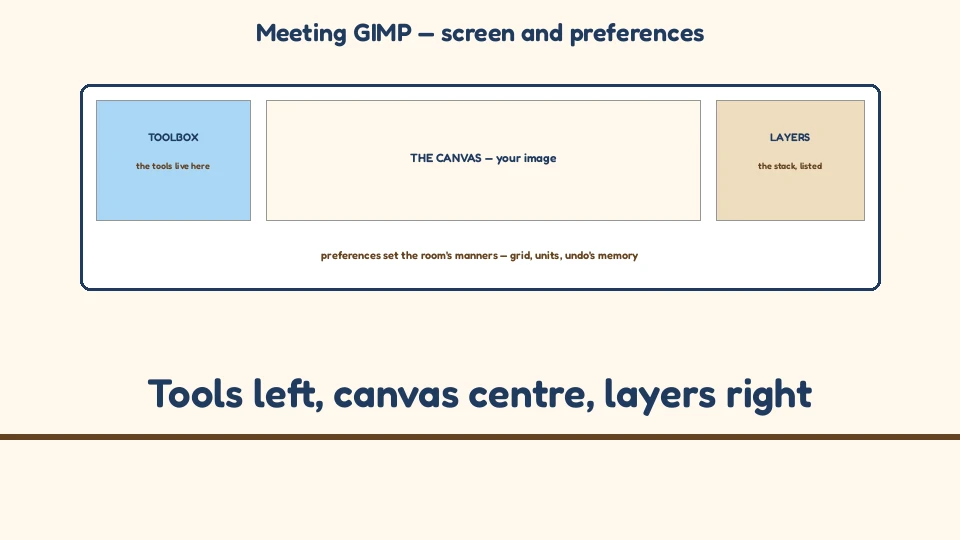 Meeting GIMP — screen and preferences
TOOLBOX
the tools live here
THE CANVAS — your image
LAYERS
the stack, listed
preferences set the room's manners — grid, units, undo's memory
Tools left, canvas centre, layers right